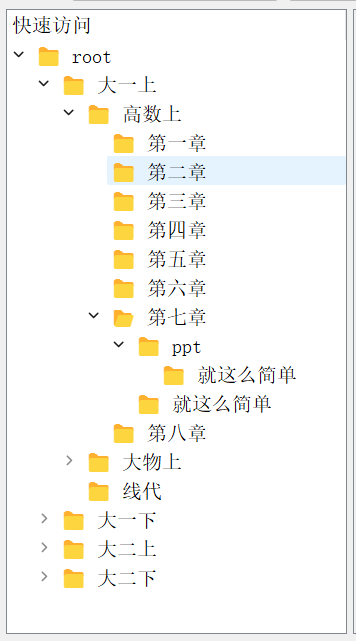 快速访问
root
大一上
高数上
第一章
第二章
第三章
第四章
第五章
第六章
第七章
ppt
就这么简单
就这么简单
第八章
大物上
线代
大一下
大二上
大二下